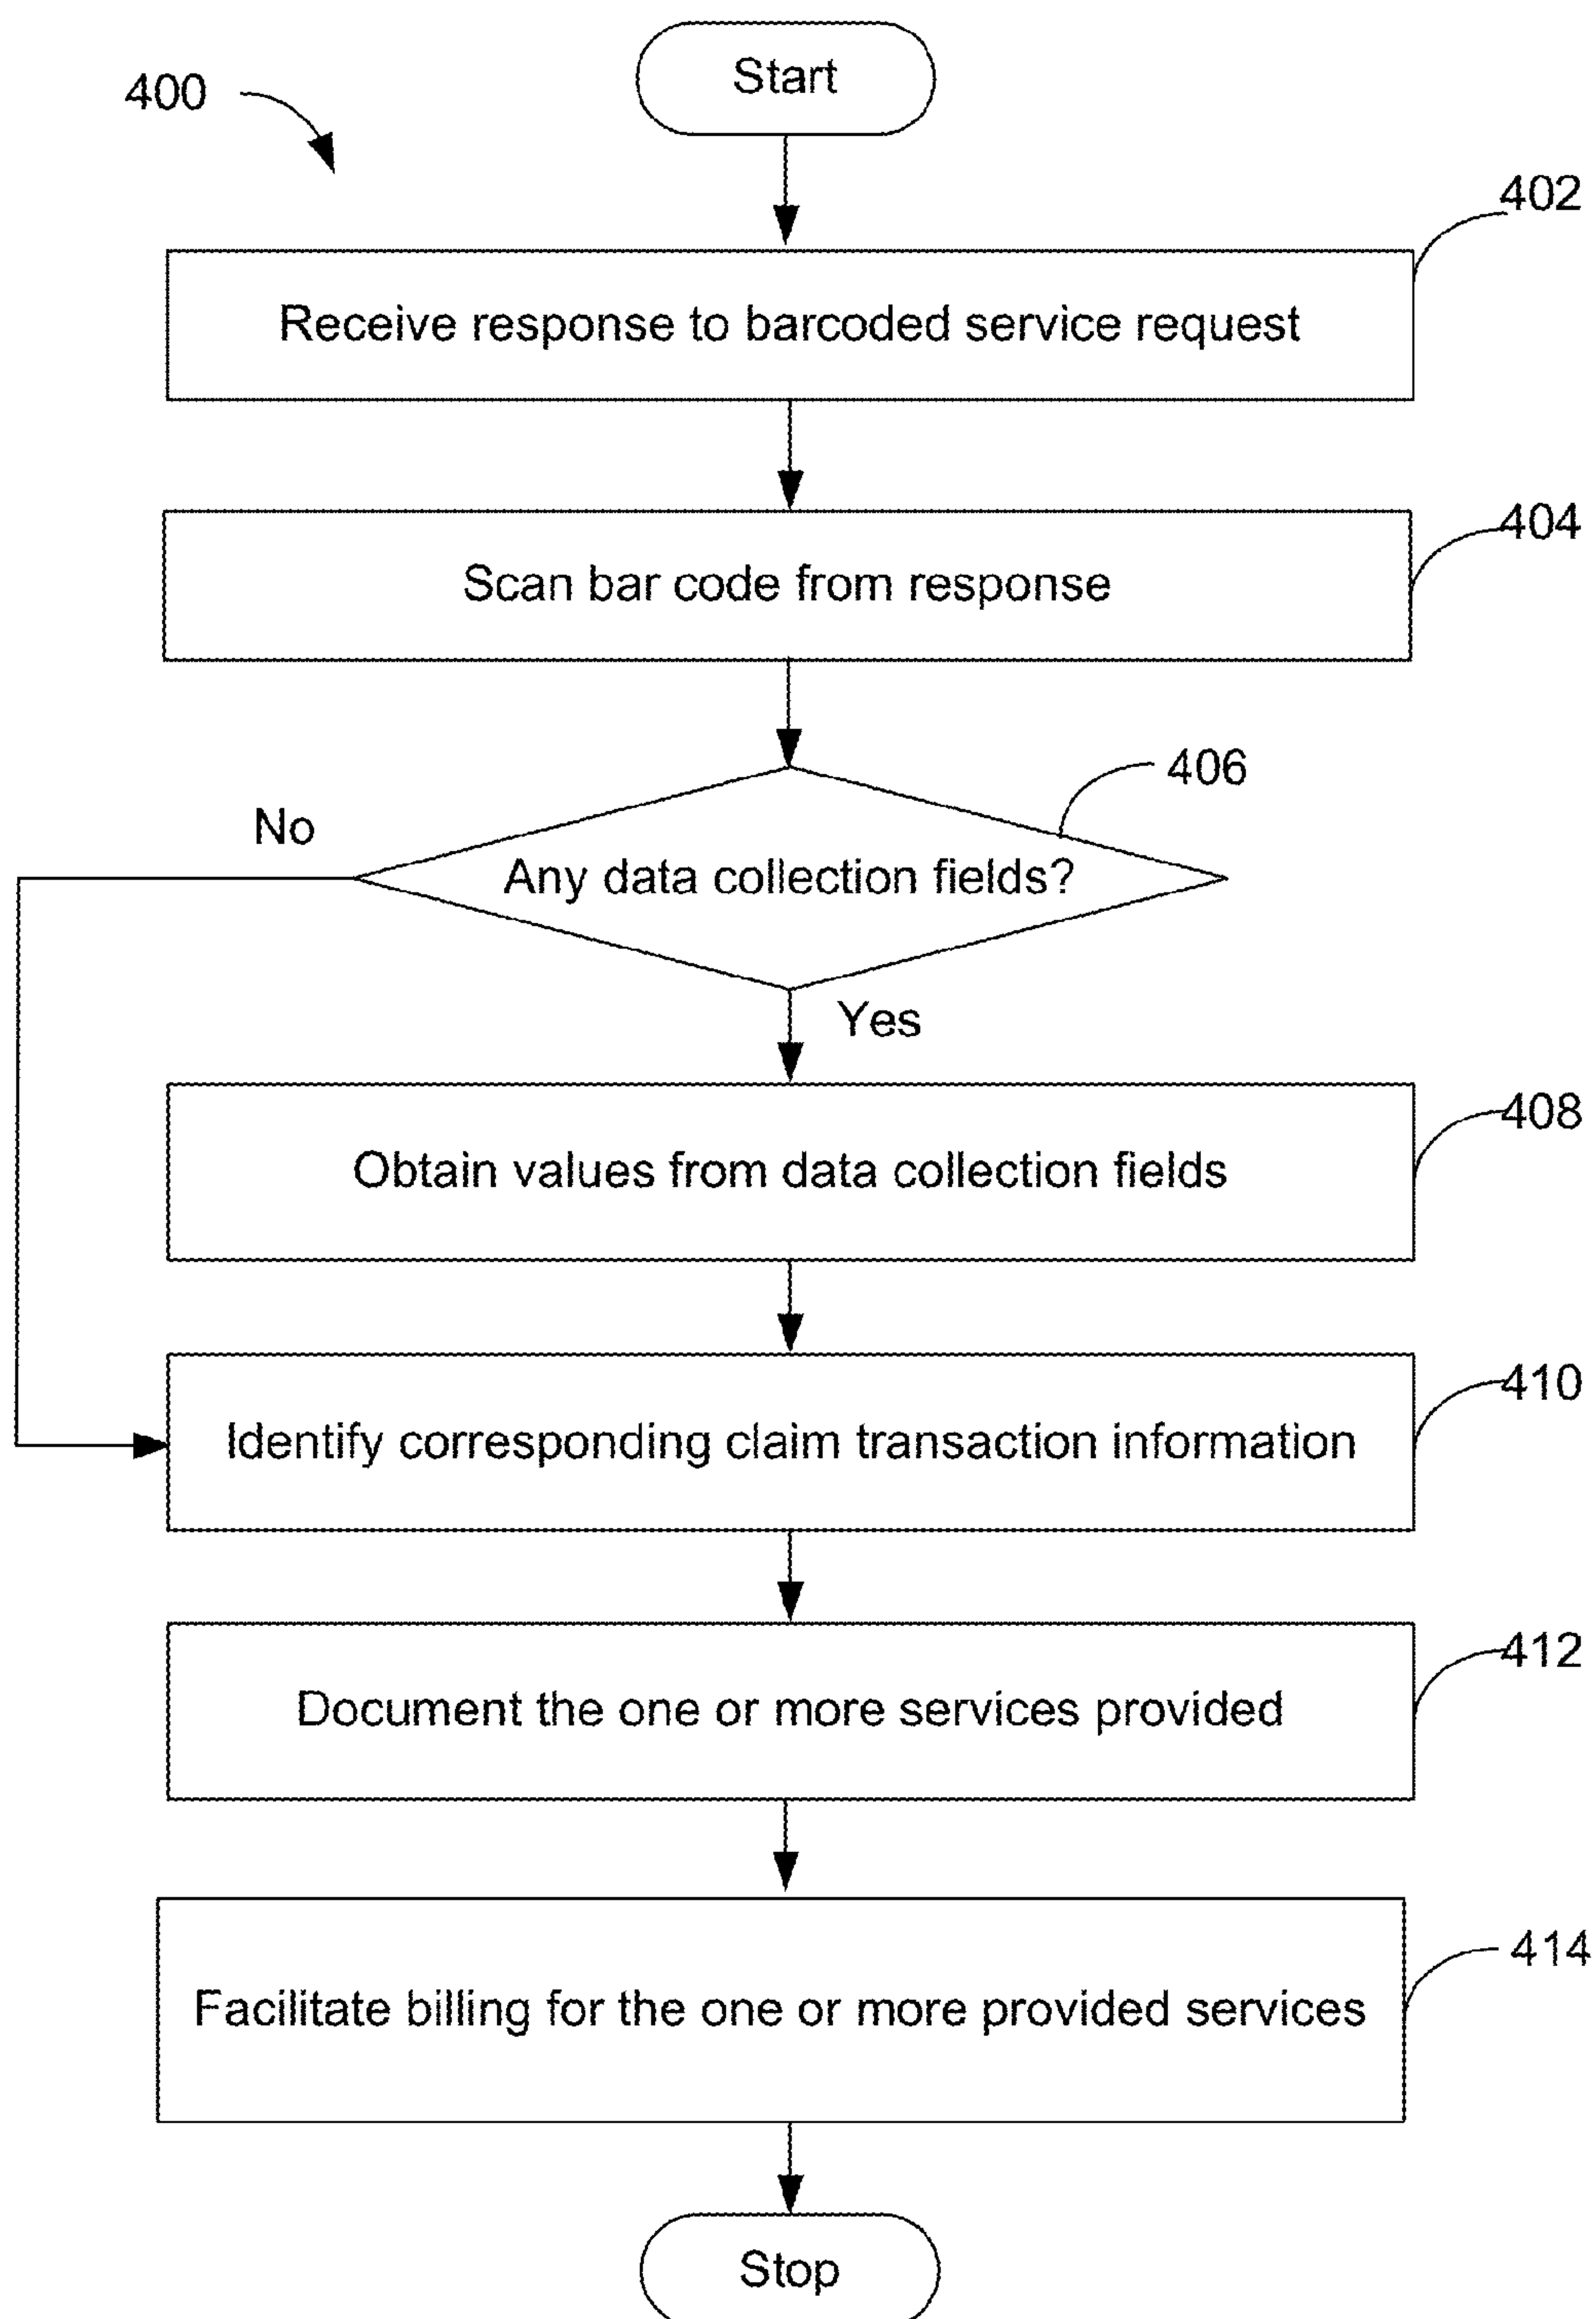 Start
400
402
Receive response to barcoded service request
404
Scan bar code from response
406
No
Any data collection fields?
Yes
408
Obtain values from data collection fields
410
Identify corresponding claim transaction information
412
Document the one or more services provided
414
Facilitate billing for the one or more provided services
Stop